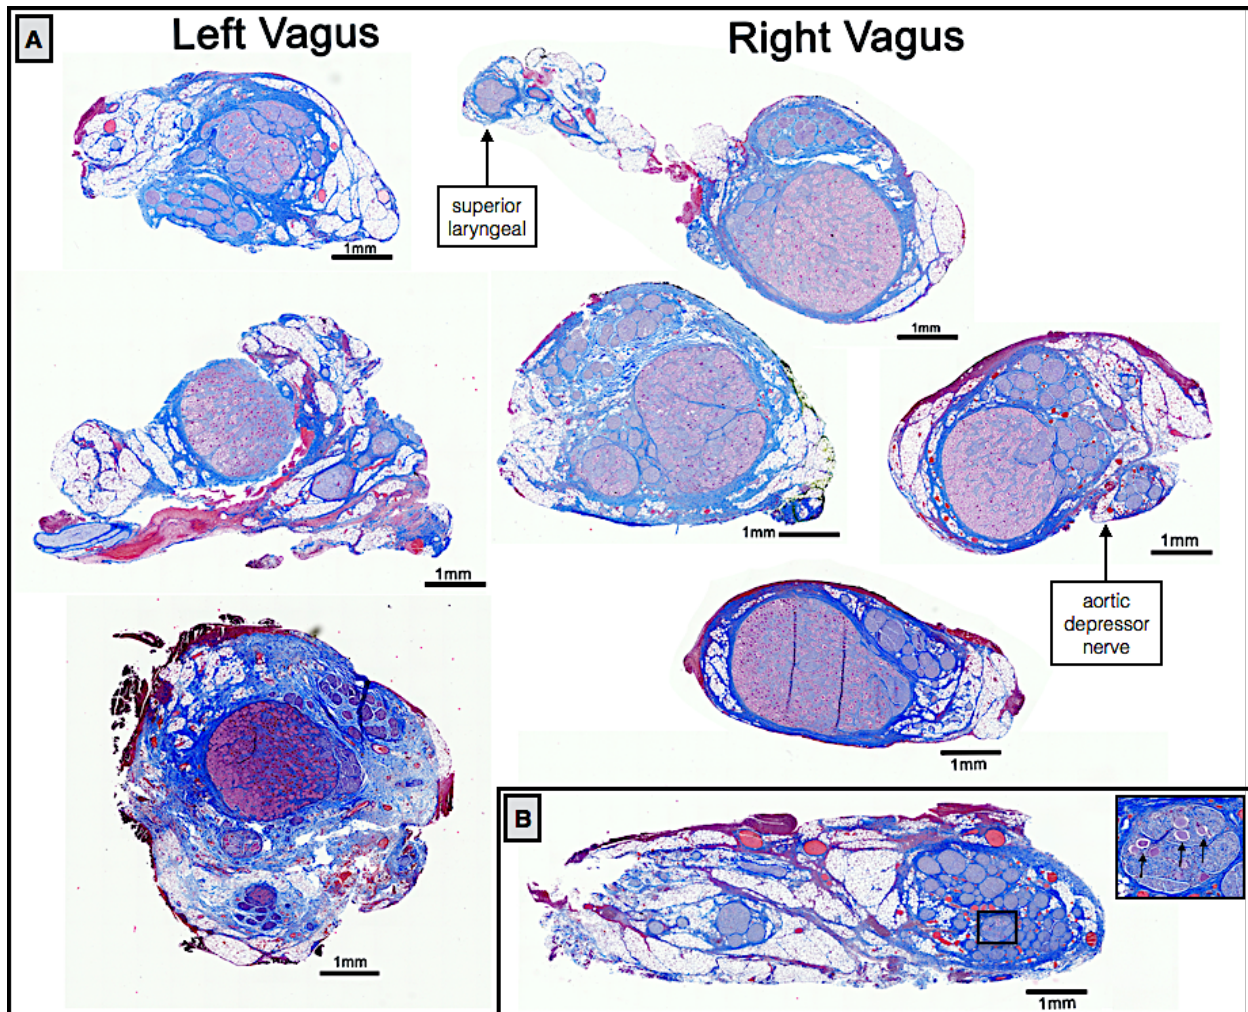 A
Left Vagus
Right Vagus
superior
laryngeal
1mm
1mm
1mm
1mm
1mm
aortic
depressor
nerve
1mm
1mm
B
1mm